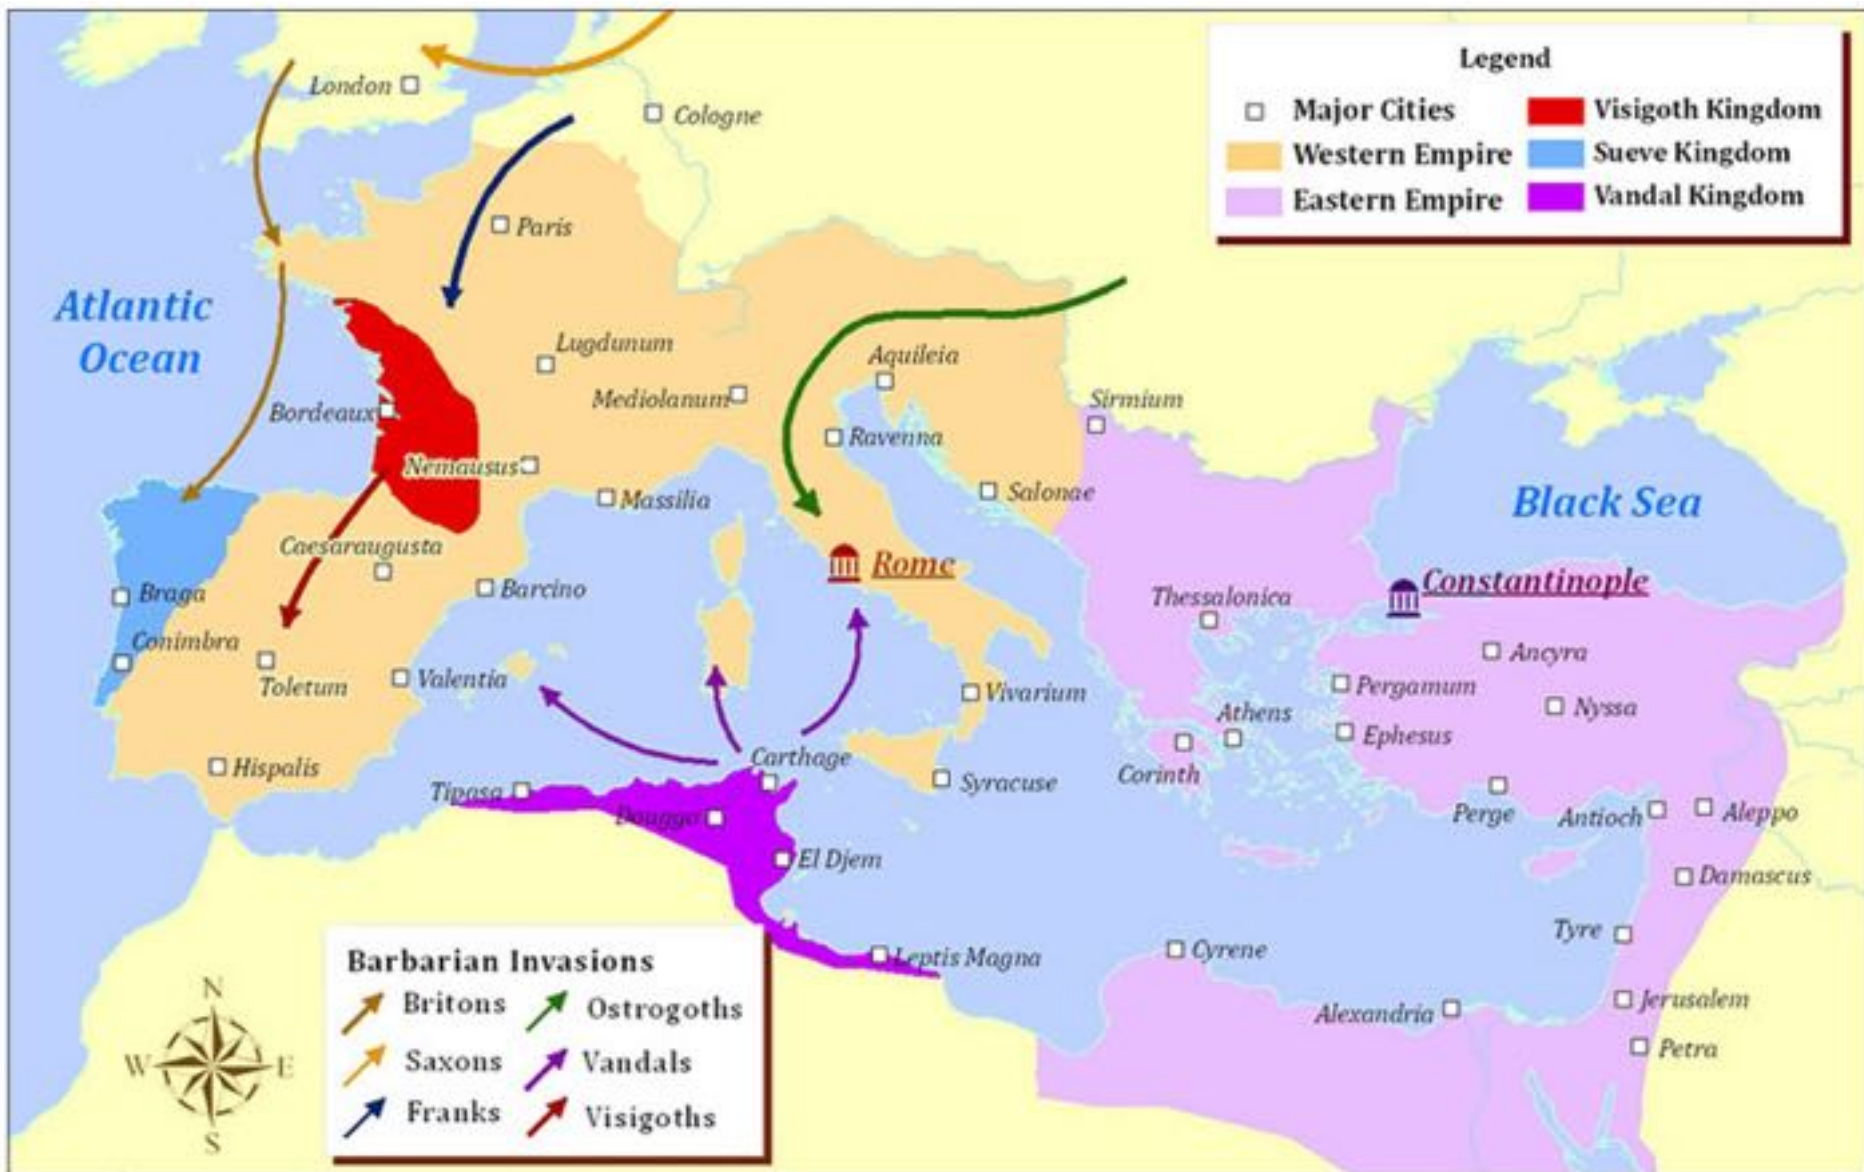 Legend
Major Cities
Western Empire
Eastern Empire
Visigoth Kingdom
Sueve Kingdom
Vandal Kingdom
London
Cologne
Paris
Atlantic
Ocean
Lugdunum
Mediolanum
Aquileia
Bordeaux
Ravenna
Sirmium
Nemausus
Massilia
Salonae
Black Sea
Caesaraugusta
Rome
Constantinople
Braga
Barcino
Thessalonica
Conimbra
Toletum
Valentia
Vivarium
Ancyra
Pergamum
Nyssa
Athens
Ephesus
Hispalis
Carthage
Syracuse
Corinth
Tipasa
Dougga
Perge
Antioch
Aleppo
El Djem
Damascus
Tyre
Leptis Magna
Cyrene
Alexandria
Jerusalem
Petra
Barbarian Invasions
Britons
Saxons
Franks
Ostrogoths
Vandals
Visigoths
N
W
E
S